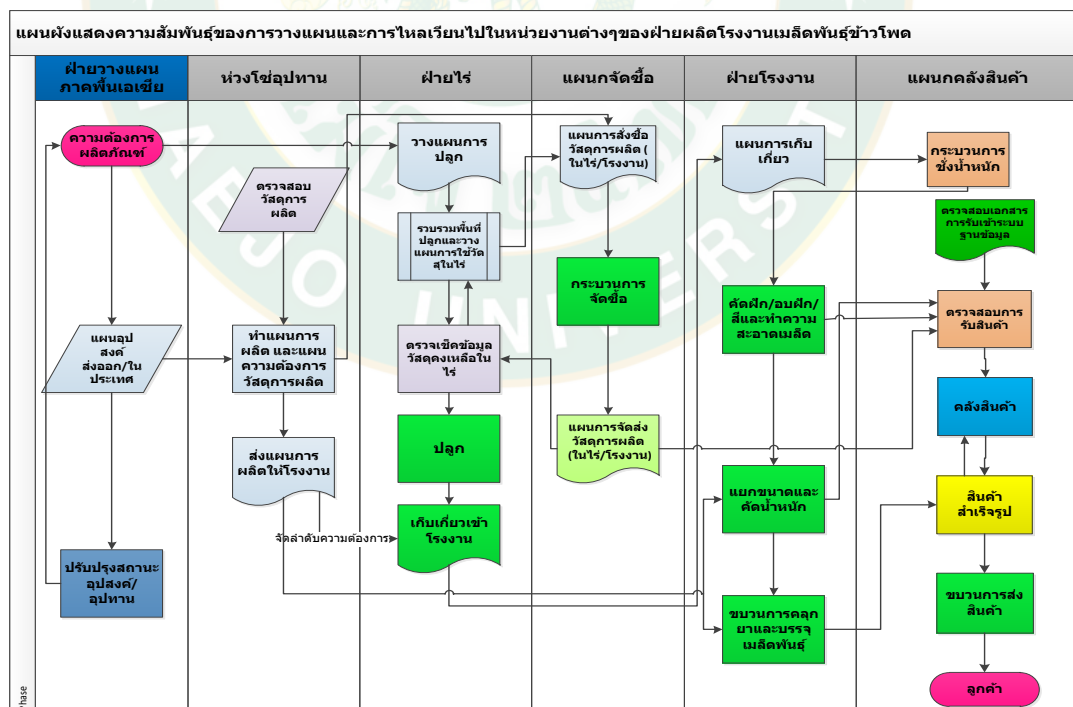 แผนผังแสดงความสัมพันธ์ของการวางแผนและการไหลเวียนไปในหน่วยงานต่างๆของฝ่ายผลิตโรงงานเมล็ดพันธุ์ข้าวโพด
ฝ่ายวางแผน
ภาคพื้นเอเซีย
ห่วงโซ่อุปทาน
ฝ่ายไร่
แผนกจัดซื้อ
ฝ่ายโรงงาน
แผนกคลังสินค้า
ความต้องการ
ผลิตภัณฑ์
แผนอุป
สงค์
ส่งออก/ใน
ประเทศ
ปรับปรุงสถานะ
อุปสงค์/
อุปทาน
ตรวจสอบ
วัสดุการ
ผลิต
ทำแผนการ
ผลิต และแผน
ความต้องการ
วัสดุการผลิต
ส่งแผนการ
ผลิตให้โรงงาน
จัดลำดับความต้องการ
วางแผนการ
ปลูก
รวบรวมพื้นที่
ปลูกและวาง
แผนการใช้วัด
สุในไร่
ตรวจเช็คข้อมูล
วัสดุคงเหลือใน
ไร่
ปลูก
เก็บเกี่ยวเข้า
โรงงาน
แผนการสั่งซื้อ
วัสดุการผลิต (
ในไร่/โรงงาน)
กระบวนการ
จัดซื้อ
แผนการจัดส่ง
วัสดุการผลิต
(ในไร่/โรงงาน)
แผนการเก็บ
เกี่ยว
คัดฝัก/อบฝัก/
สีและทำความ
สะอาดเมล็ด
แยกขนาดและ
คัดน้ำหนัก
ขบวนการคลุก
ยาและบรรจุ
เมล็ดพันธุ์
กระบวนการ
ชั่งน้ำหนัก
ตรวจสอบเอกสาร
การรับเข้าระบบ
ฐานข้อมูล
ตรวจสอบการ
รับสินค้า
คลังสินค้า
สินค้า
สำเร็จรูป
ขบวนการส่ง
สินค้า
ลูกค้า
Phase